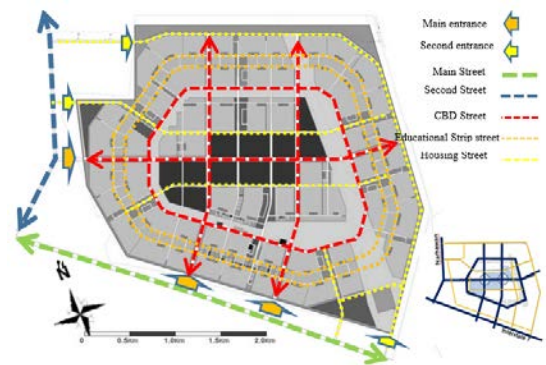 Main entrance
Second entrance
Main Street
Second Street
CBD Street
Educational Strip street
Housing Street
N
0 0.5km 1.0km 1.5km 2.0km